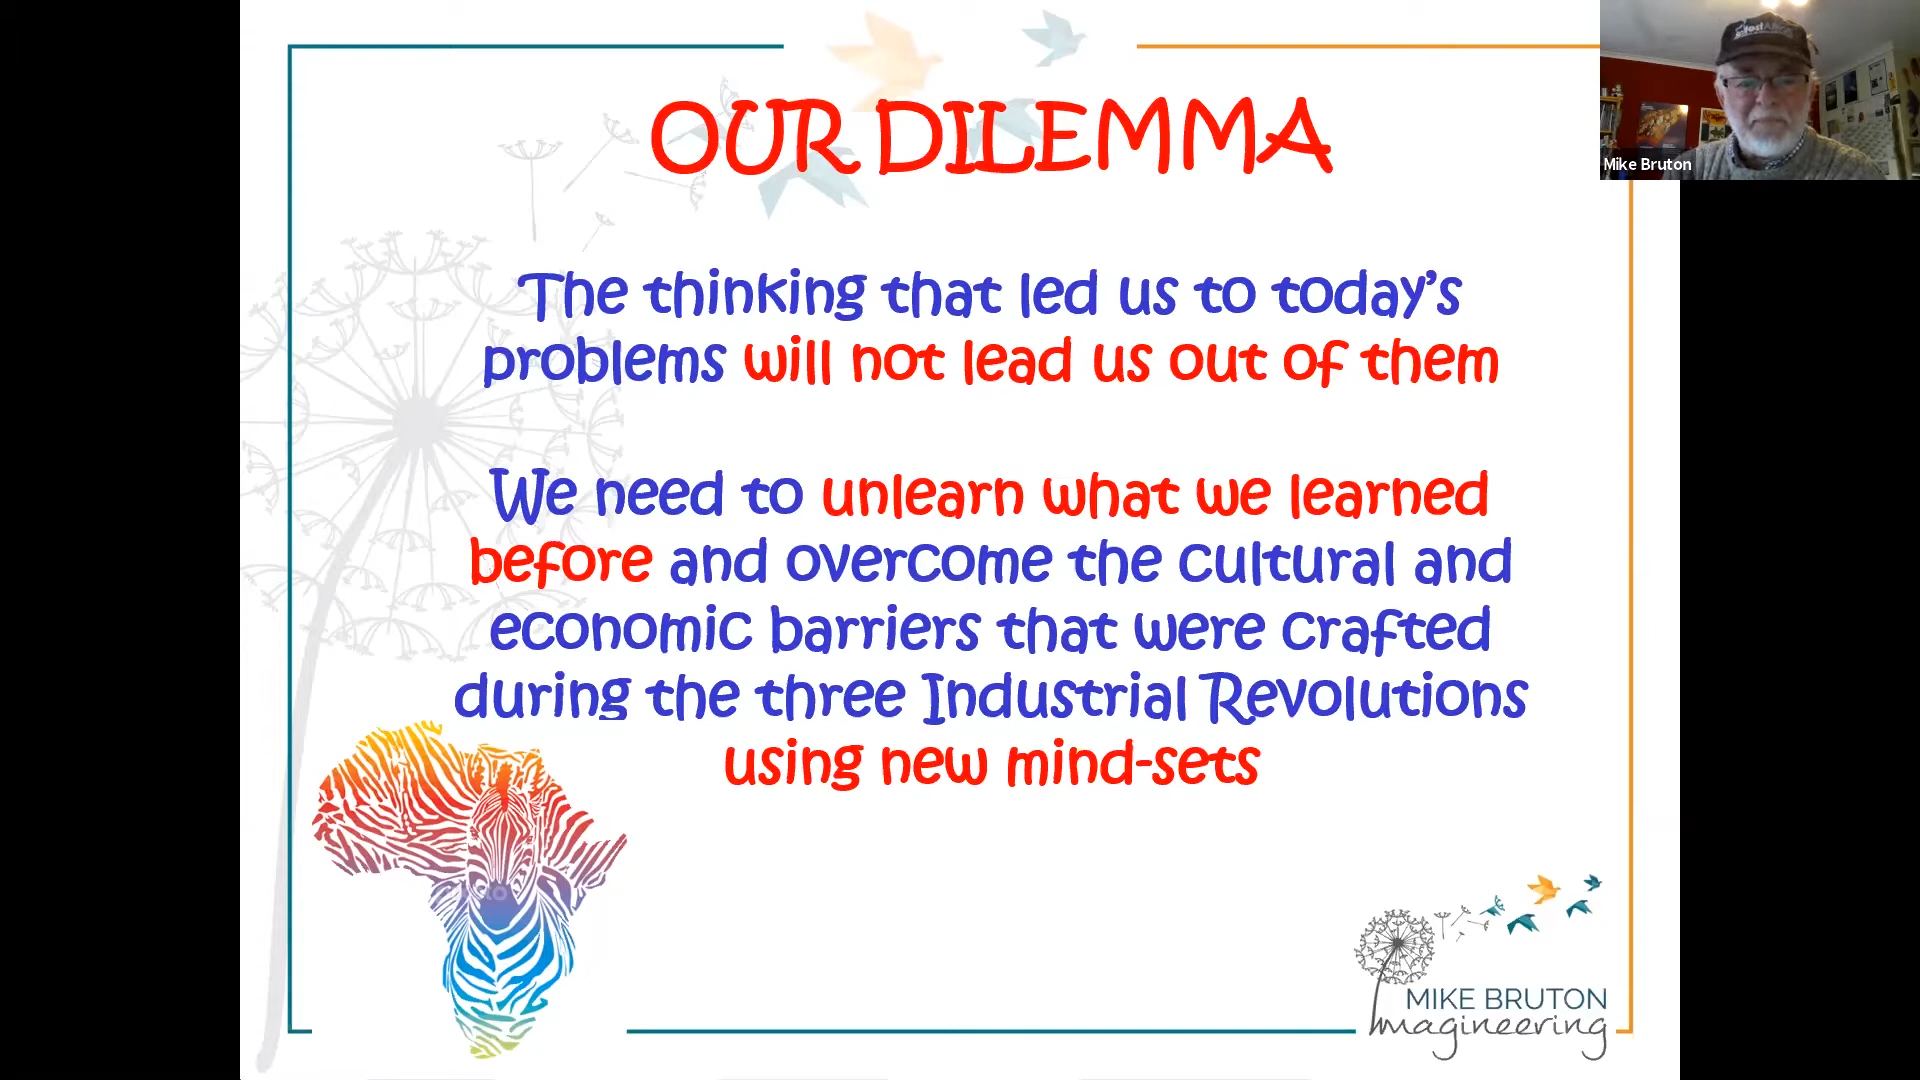 OUR DILEMMA
Mike Bruton
The thinking that led us to today's
problems will not lead us out of them
We need to unlearn what we learned
before and overcome the cultural and
economic barriers that were crafted
during the three Industrial Revolutions
using new mind-sets
MIKE BRUTON
Imagineering